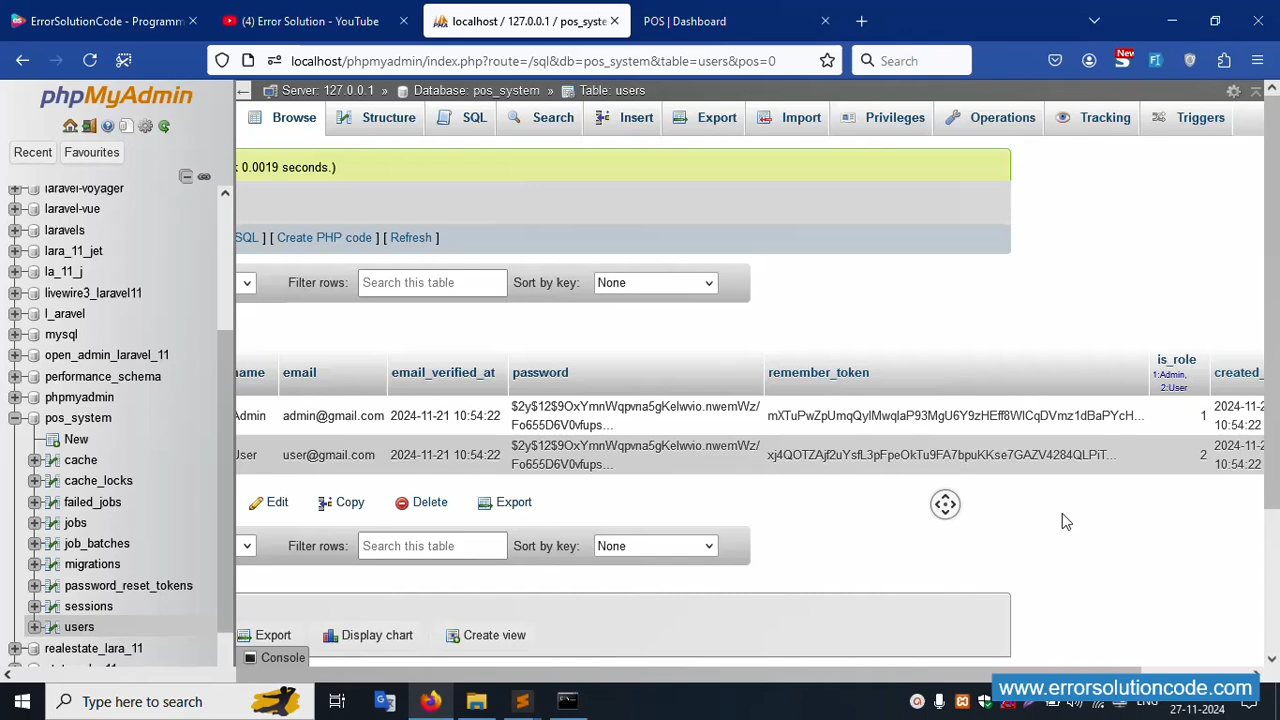 ErrorSolutionCode - Programm
(4) Error Solution - YouTube
localhost / 127.0.0.1 / pos_syste
POS | Dashboard
localhost/phpmyadmin/index.php?route=/sql&db=pos_system&table=users&pos=0
Search
New
phpMyAdmin
Server: 127.0.0.1 » Database: pos_system » Table: users
Browse Structure SQL Search Insert Export Import Privileges Operations Tracking Triggers
Recent Favourites
0.0019 seconds.)
SQL ] [ Create PHP code ] [ Refresh ]
Filter rows: Search this table Sort by key: None
laravel-voyager
laravel-vue
laravels
lara_11_jet
la_11_j
livewire3_laravel11
l_aravel
mysql
open_admin_laravel_11
performance_schema
phpmyadmin
pos_system
New
cache
cache_locks
failed_jobs
jobs
job_batches
migrations
password_reset_tokens
sessions
users
realestate_lara_11
name email email_verified_at password remember_token is_role created_
1:Admin,
2:User
Admin admin@gmail.com 2024-11-21 10:54:22 $2y$12$9OxYmnWqpvna5gKelwvio.nwemWz/ mXTuPwZpUmqQylMwqlaP93MgU6Y9zHEff8WlCqDVmz1dBaPYcH... 1 2024-11-2
Fo655D6V0vfups... 10:54:22
User user@gmail.com 2024-11-21 10:54:22 $2y$12$9OxYmnWqpvna5gKelwvio.nwemWz/ xj4QOTZAjf2uYsfL3pFpeOkTu9FA7bpuKKse7GAZV4284QLPiT... 2 2024-11-2
Fo655D6V0vfups... 10:54:22
Edit Copy Delete Export
Filter rows: Search this table Sort by key: None
Export Display chart Create view
Console
Type here to search
ENG
27-11-2024
www.errorsolutioncode.com